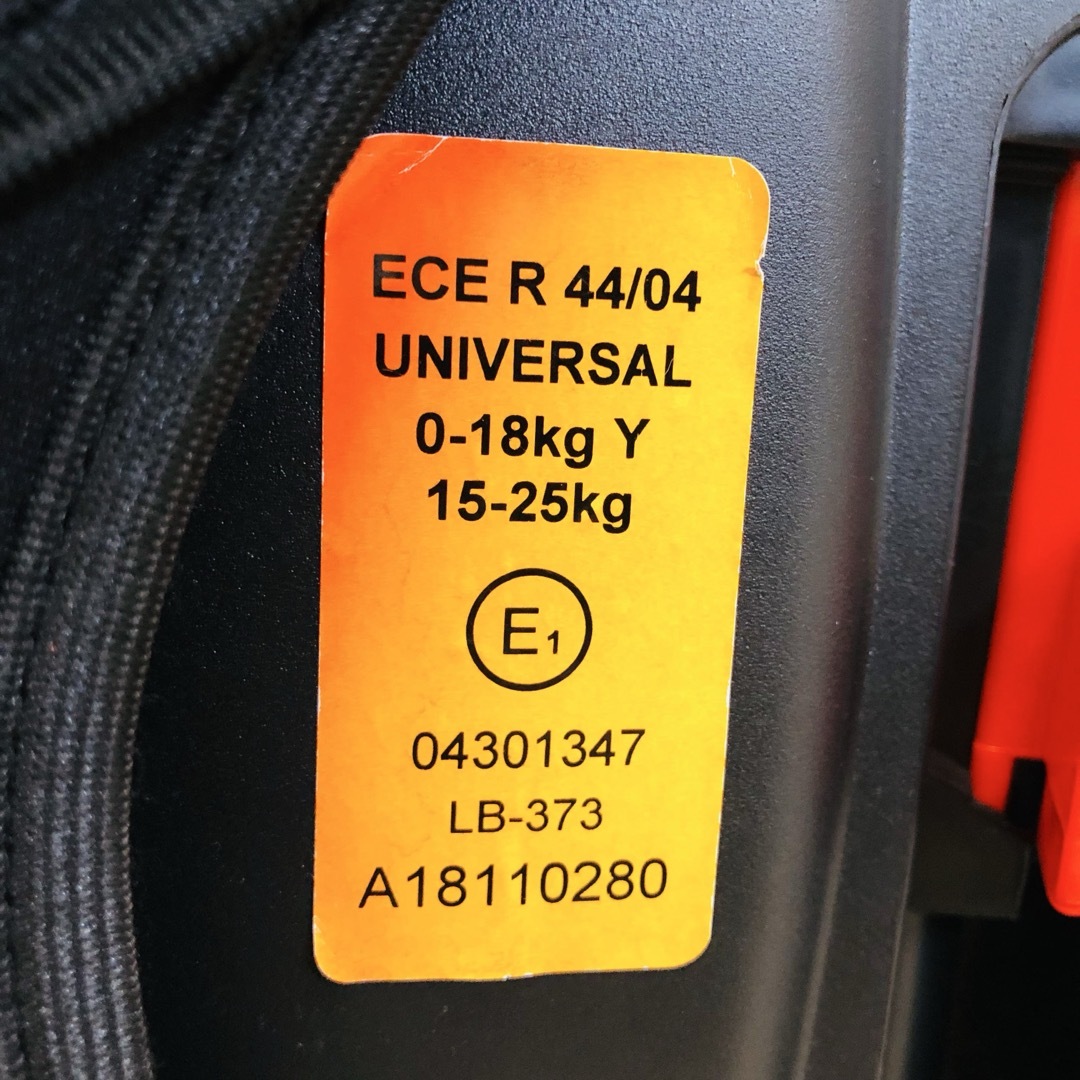 ECE R 44/04
UNIVERSAL
0-18kg Y
15-25kg
E1
04301347
LB-373
A18110280